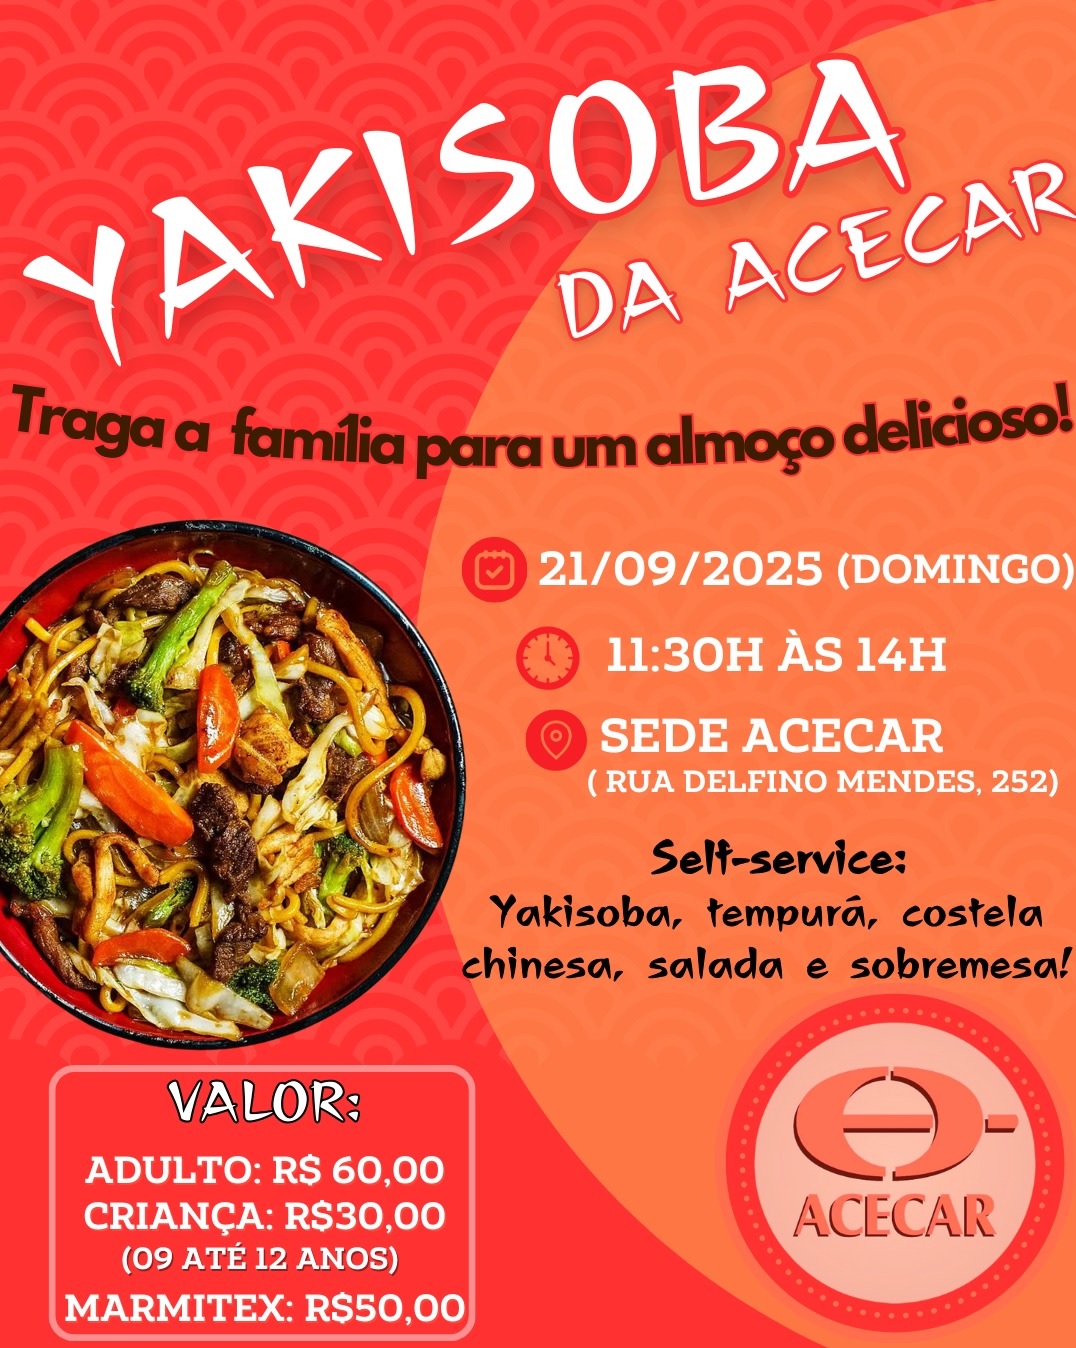 YAKISOBA
DA ACECAR
Traga a família para um almoço delicioso!
21/09/2025 (DOMINGO)
11:30H ÀS 14H
SEDE ACECAR
( RUA DELFINO MENDES, 252)
Self-service:
Yakisoba, tempurá, costela
chinesa, salada e sobremesa!
VALOR:
ADULTO: R$ 60,00
CRIANÇA: R$30,00
(09 ATÉ 12 ANOS)
MARMITEX: R$50,00
ACECAR